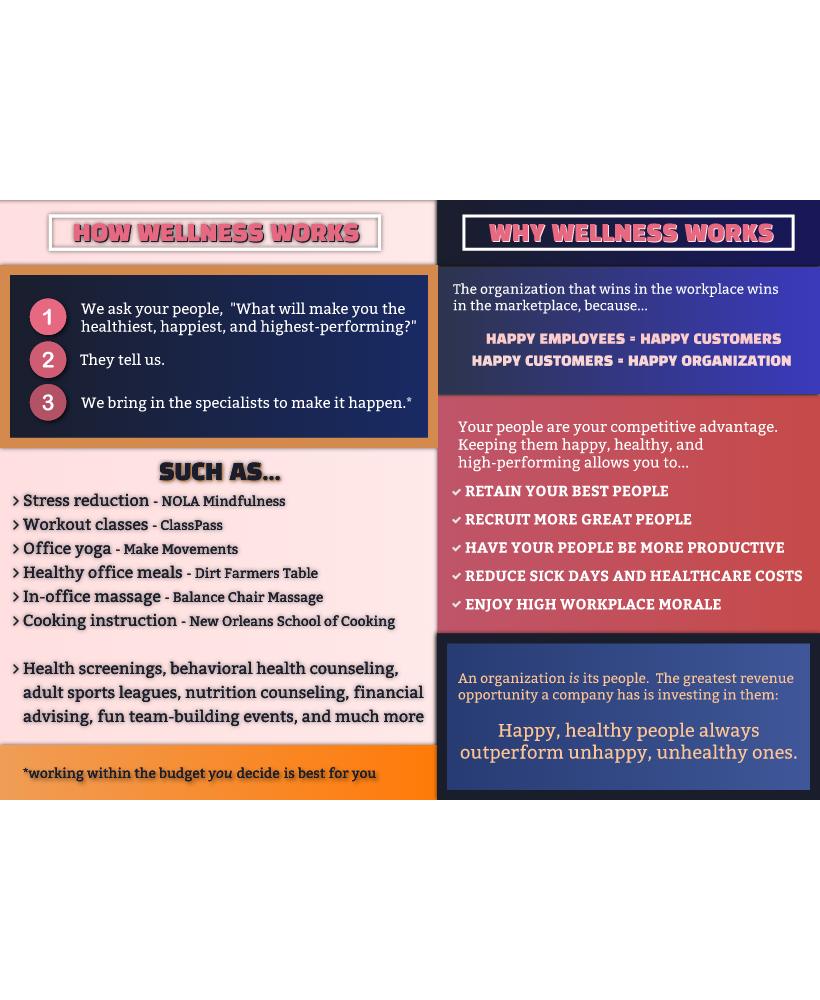 HOW WELLNESS WORKS
1 We ask your people, "What will make you the
healthiest, happiest, and highest-performing?"
2 They tell us.
3 We bring in the specialists to make it happen.*
SUCH AS...
> Stress reduction - NOLA Mindfulness
> Workout classes - ClassPass
> Office yoga - Make Movements
> Healthy office meals - Dirt Farmers Table
> In-office massage - Balance Chair Massage
> Cooking instruction - New Orleans School of Cooking
> Health screenings, behavioral health counseling,
adult sports leagues, nutrition counseling, financial
advising, fun team-building events, and much more
*working within the budget you decide is best for you
WHY WELLNESS WORKS
The organization that wins in the workplace wins
in the marketplace, because...
HAPPY EMPLOYEES = HAPPY CUSTOMERS
HAPPY CUSTOMERS = HAPPY ORGANIZATION
Your people are your competitive advantage.
Keeping them happy, healthy, and
high-performing allows you to...
✓ RETAIN YOUR BEST PEOPLE
✓ RECRUIT MORE GREAT PEOPLE
✓ HAVE YOUR PEOPLE BE MORE PRODUCTIVE
✓ REDUCE SICK DAYS AND HEALTHCARE COSTS
✓ ENJOY HIGH WORKPLACE MORALE
An organization is its people. The greatest revenue
opportunity a company has is investing in them:
Happy, healthy people always
outperform unhappy, unhealthy ones.